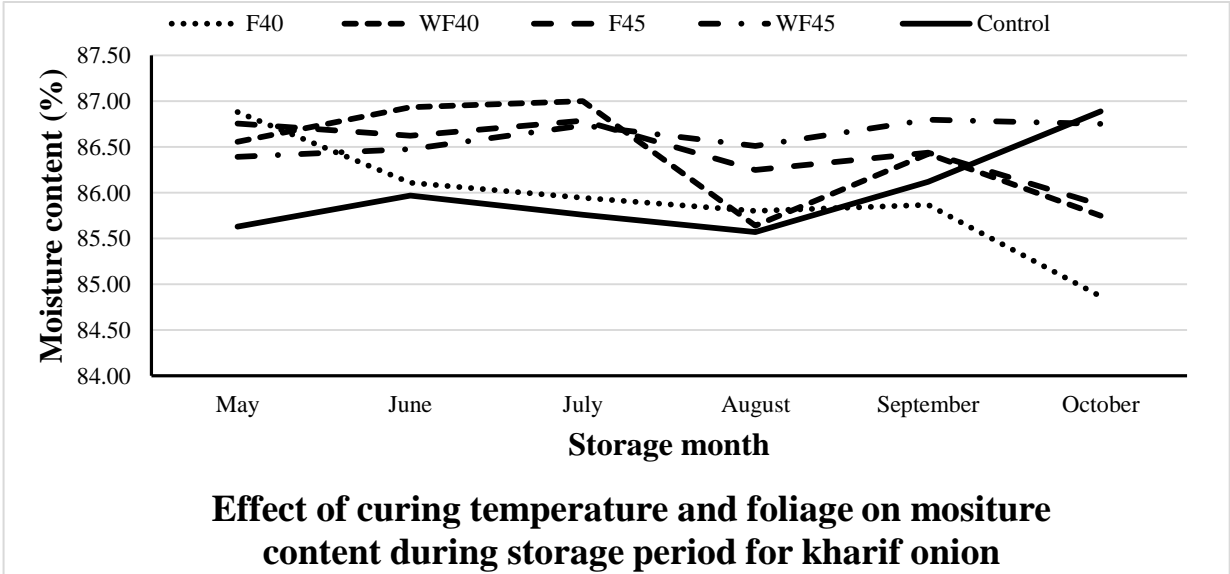 F40 WF40 F45 WF45 Control
87.50
87.00
86.50
86.00
85.50
85.00
84.50
84.00
Moisture content (%)
May June July August September October
Storage month
Effect of curing temperature and foliage on mositure
content during storage period for kharif onion